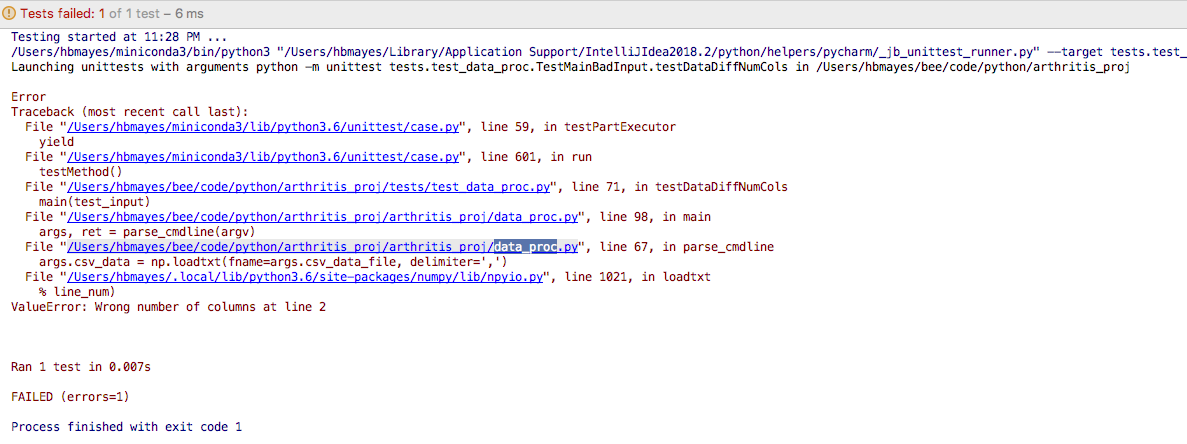 Tests failed: 1 of 1 test – 6 ms
Testing started at 11:28 PM ...
/Users/hbmayes/miniconda3/bin/python3 "/Users/hbmayes/Library/Application Support/IntelliJIdea2018.2/python/helpers/pycharm/_jb_unittest_runner.py" --target tests.test_
Launching unittests with arguments python -m unittest tests.test_data_proc.TestMainBadInput.testDataDiffNumCols in /Users/hbmayes/bee/code/python/arthritis_proj
Error
Traceback (most recent call last):
File "/Users/hbmayes/miniconda3/lib/python3.6/unittest/case.py", line 59, in testPartExecutor
yield
File "/Users/hbmayes/miniconda3/lib/python3.6/unittest/case.py", line 601, in run
testMethod()
File "/Users/hbmayes/bee/code/python/arthritis_proj/tests/test_data_proc.py", line 71, in testDataDiffNumCols
main(test_input)
File "/Users/hbmayes/bee/code/python/arthritis_proj/arthritis_proj/data_proc.py", line 98, in main
args, ret = parse_cmdline(argv)
File "/Users/hbmayes/bee/code/python/arthritis_proj/arthritis_proj/data_proc.py", line 67, in parse_cmdline
args.csv_data = np.loadtxt(fname=args.csv_data_file, delimiter=',')
File "/Users/hbmayes/.local/lib/python3.6/site-packages/numpy/lib/npyio.py", line 1021, in loadtxt
% line_num)
ValueError: Wrong number of columns at line 2
Ran 1 test in 0.007s
FAILED (errors=1)
Process finished with exit code 1